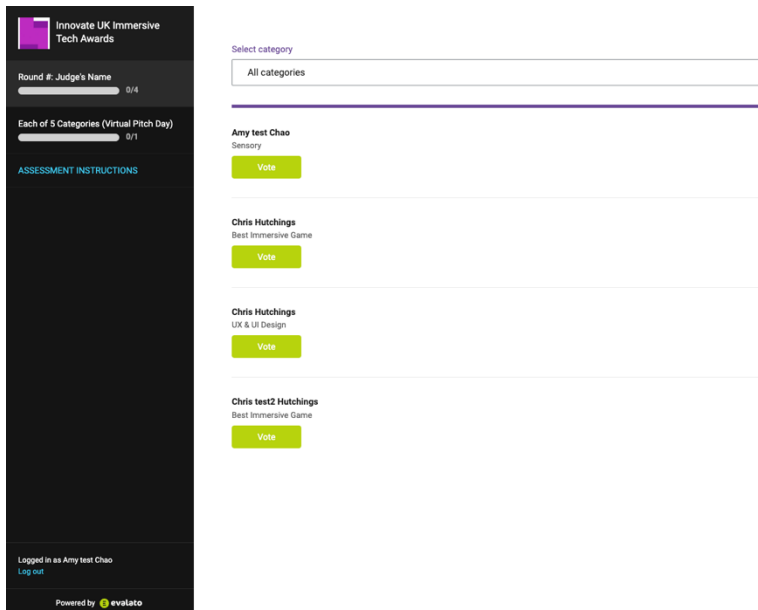 Innovate UK Immersive
Tech Awards
Round #: Judge's Name
0/4
Each of 5 Categories (Virtual Pitch Day)
0/1
ASSESSMENT INSTRUCTIONS
Logged in as Amy test Chao
Log out
Powered by evalato
Select category
All categories
Amy test Chao
Sensory
Vote
Chris Hutchings
Best Immersive Game
Vote
Chris Hutchings
UX & UI Design
Vote
Chris test2 Hutchings
Best Immersive Game
Vote